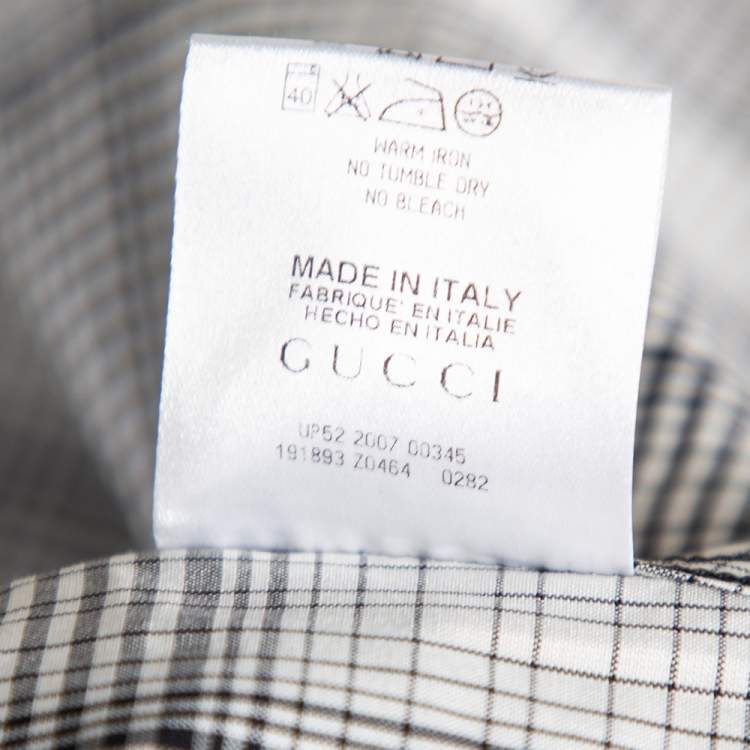 40
WARM IRON
NO TUMBLE DRY
NO BLEACH
MADE IN ITALY
FABRIQUE' EN ITALIE
HECHO EN ITALIA
GUCCI
UP52 2007 00345
191893 Z0464 0282